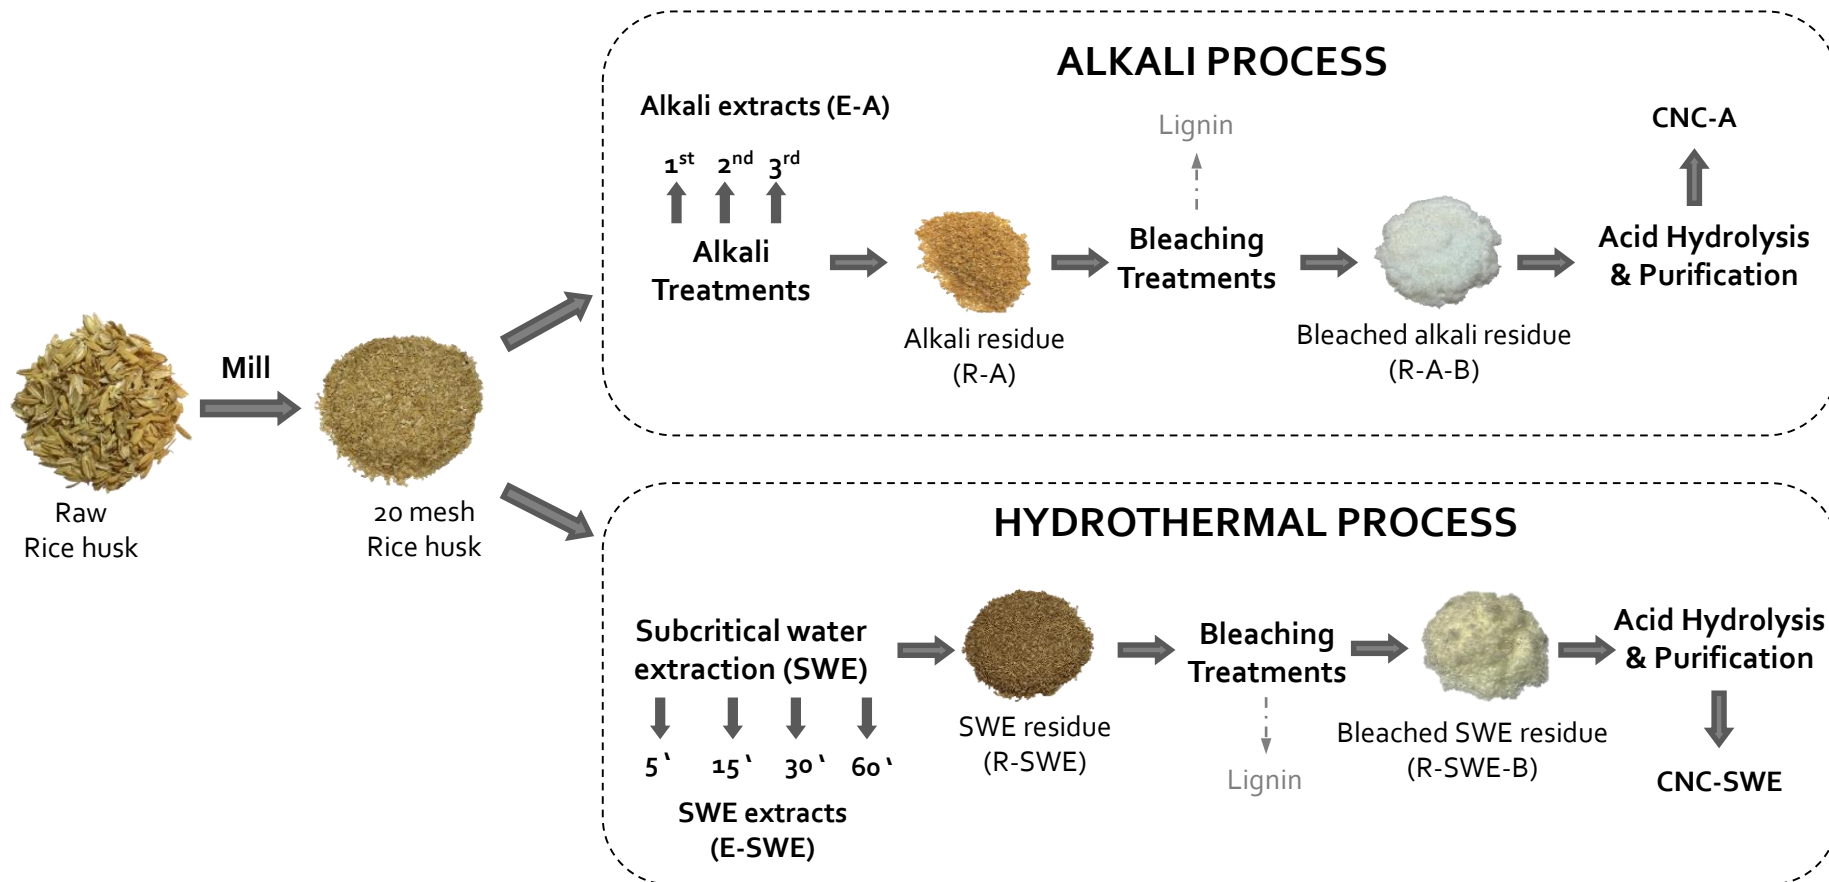 Raw
Rice husk
Mill
20 mesh
Rice husk
ALKALI PROCESS
Alkali extracts (E-A)
1st 2nd 3rd
Alkali
Treatments
Alkali residue
(R-A)
Lignin
Bleaching
Treatments
Bleached alkali residue
(R-A-B)
CNC-A
Acid Hydrolysis
& Purification
HYDROTHERMAL PROCESS
Subcritical water
extraction (SWE)
5‛ 15‛ 30‛ 60‛
SWE extracts
(E-SWE)
SWE residue
(R-SWE)
Bleaching
Treatments
Lignin
Bleached SWE residue
(R-SWE-B)
Acid Hydrolysis
& Purification
CNC-SWE